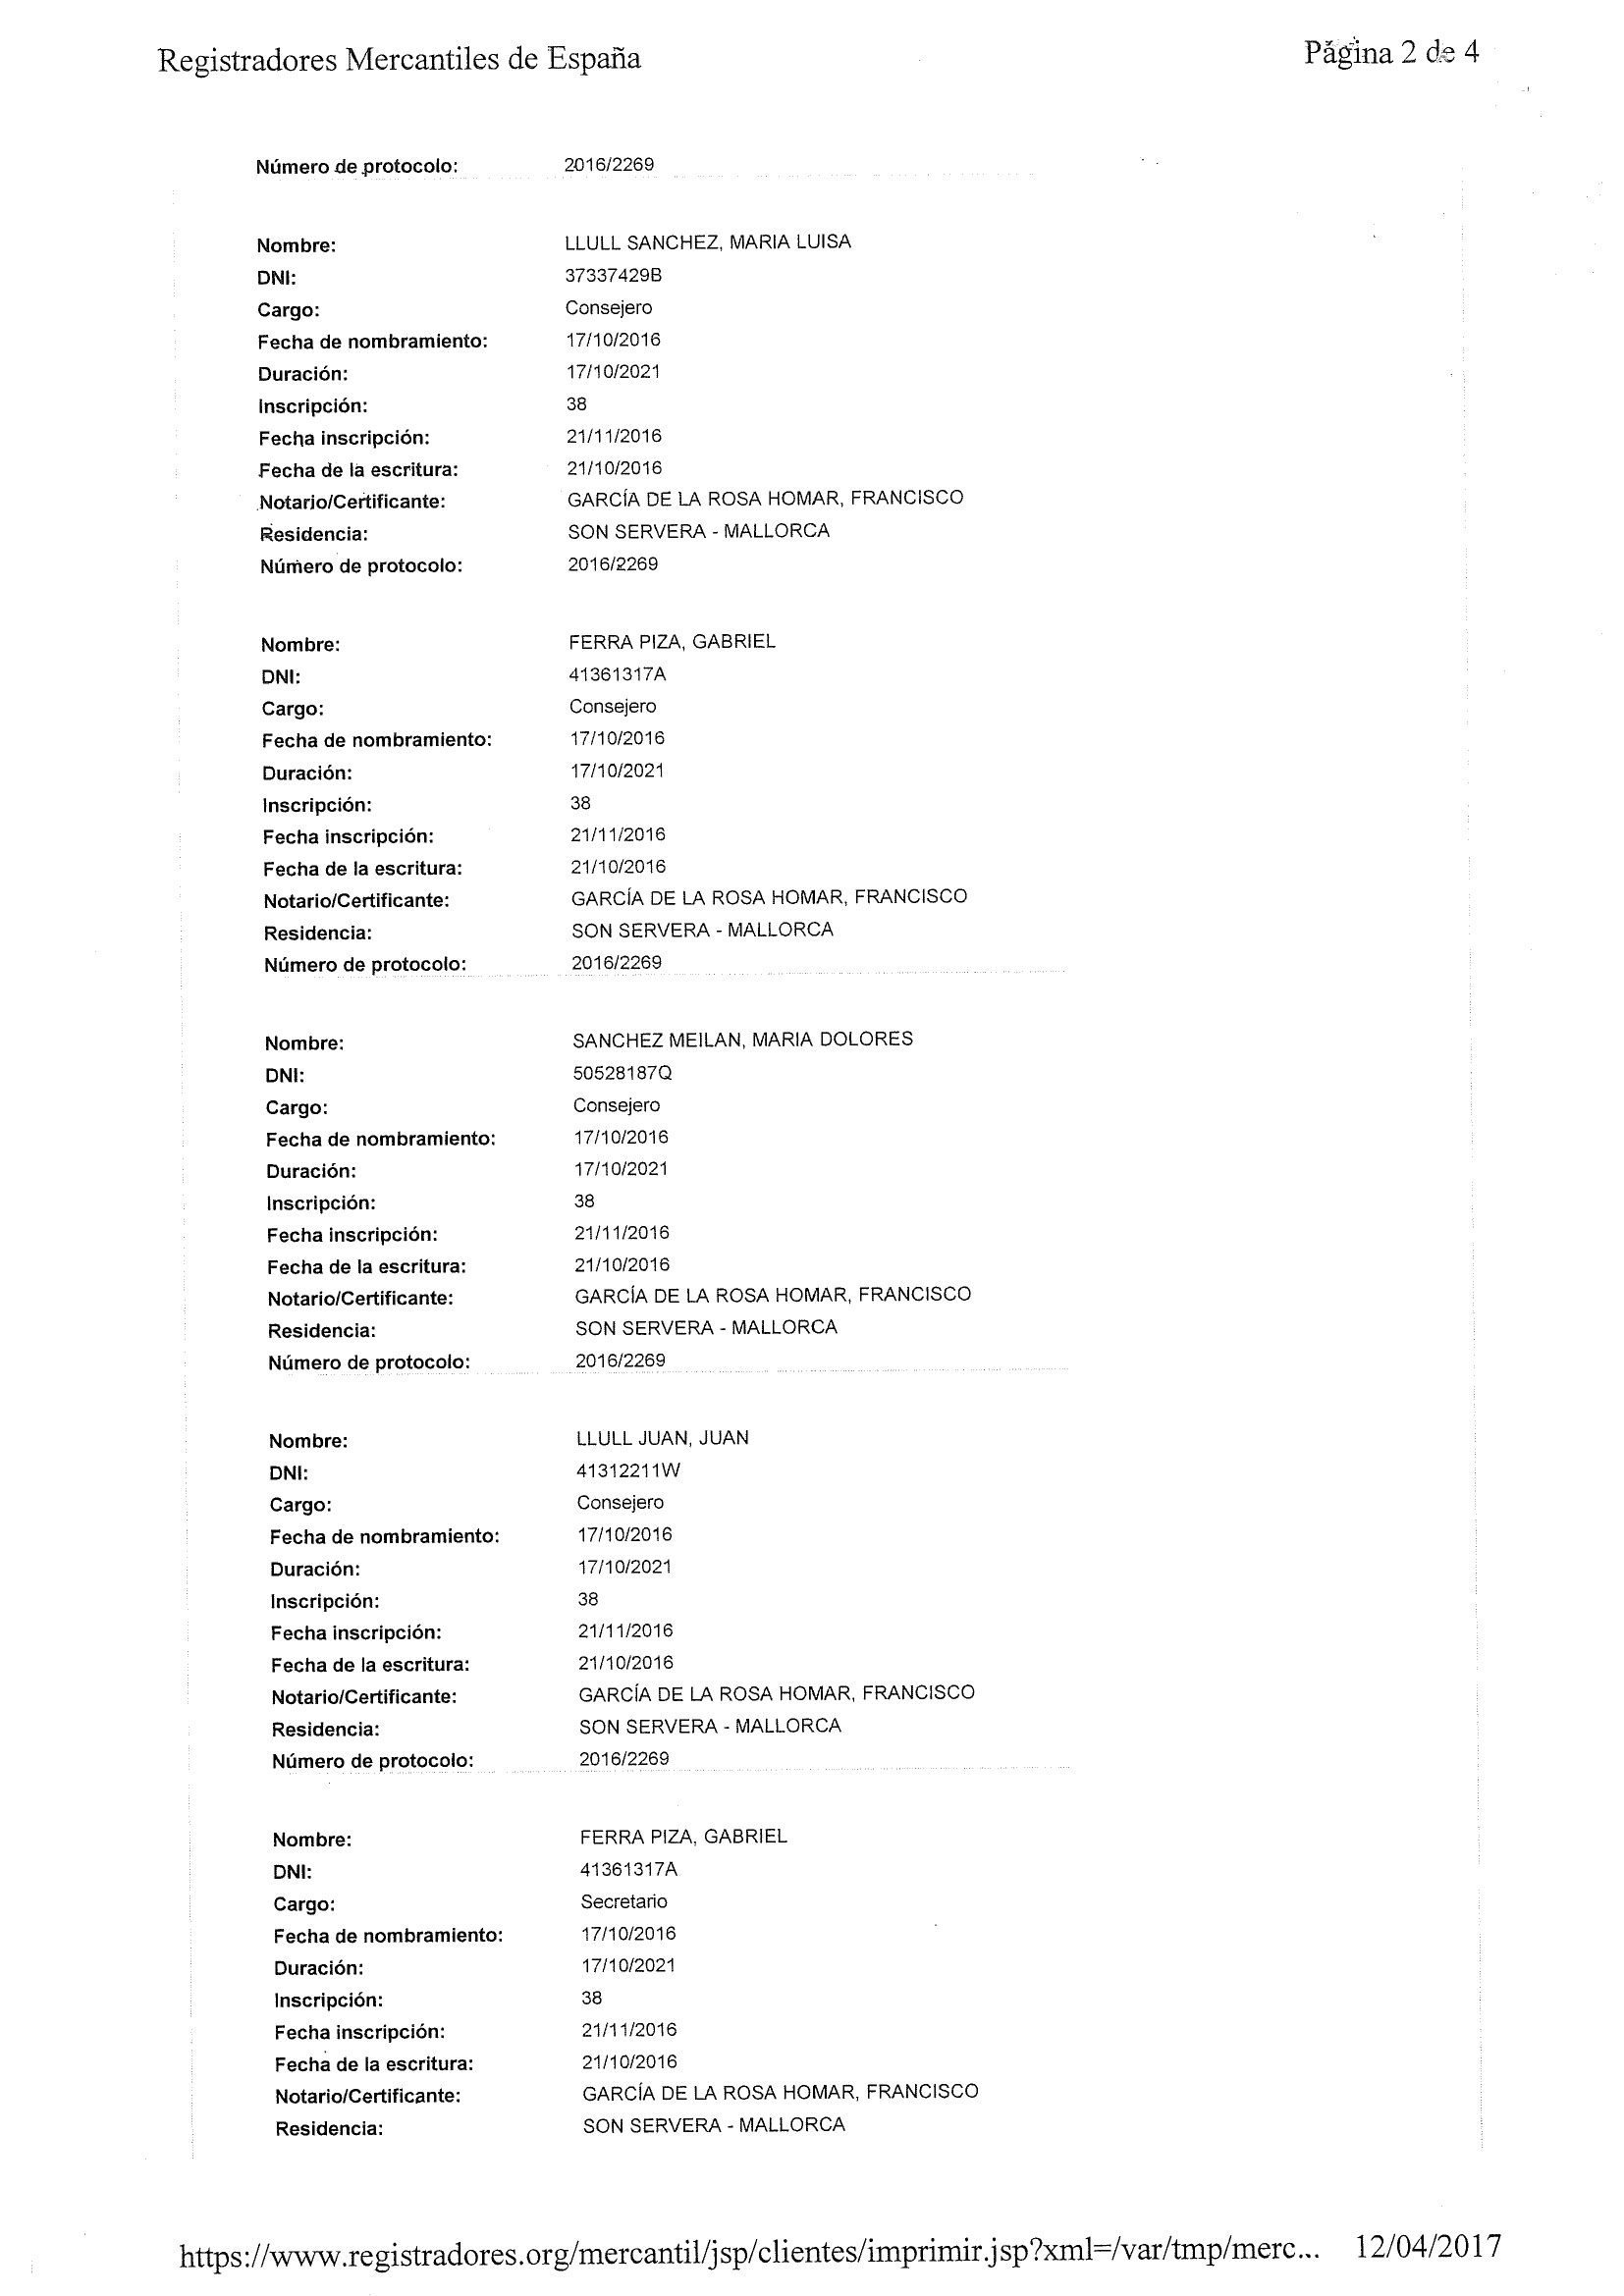 Registradores Mercantiles de España Página 2 de 4
Número de protocolo: 2016/2269
Nombre: LLULL SANCHEZ, MARIA LUISA
DNI: 37337429B
Cargo: Consejero
Fecha de nombramiento: 17/10/2016
Duración: 17/10/2021
Inscripción: 38
Fecha inscripción: 21/11/2016
Fecha de la escritura: 21/10/2016
Notario/Certificante: GARCÍA DE LA ROSA HOMAR, FRANCISCO
Residencia: SON SERVERA - MALLORCA
Número de protocolo: 2016/2269
Nombre: FERRA PIZA, GABRIEL
DNI: 41361317A
Cargo: Consejero
Fecha de nombramiento: 17/10/2016
Duración: 17/10/2021
Inscripción: 38
Fecha inscripción: 21/11/2016
Fecha de la escritura: 21/10/2016
Notario/Certificante: GARCÍA DE LA ROSA HOMAR, FRANCISCO
Residencia: SON SERVERA - MALLORCA
Número de protocolo: 2016/2269
Nombre: SANCHEZ MEILAN, MARIA DOLORES
DNI: 50528187Q
Cargo: Consejero
Fecha de nombramiento: 17/10/2016
Duración: 17/10/2021
Inscripción: 38
Fecha inscripción: 21/11/2016
Fecha de la escritura: 21/10/2016
Notario/Certificante: GARCÍA DE LA ROSA HOMAR, FRANCISCO
Residencia: SON SERVERA - MALLORCA
Número de protocolo: 2016/2269
Nombre: LLULL JUAN, JUAN
DNI: 41312211W
Cargo: Consejero
Fecha de nombramiento: 17/10/2016
Duración: 17/10/2021
Inscripción: 38
Fecha inscripción: 21/11/2016
Fecha de la escritura: 21/10/2016
Notario/Certificante: GARCÍA DE LA ROSA HOMAR, FRANCISCO
Residencia: SON SERVERA - MALLORCA
Número de protocolo: 2016/2269
Nombre: FERRA PIZA, GABRIEL
DNI: 41361317A
Cargo: Secretario
Fecha de nombramiento: 17/10/2016
Duración: 17/10/2021
Inscripción: 38
Fecha inscripción: 21/11/2016
Fecha de la escritura: 21/10/2016
Notario/Certificante: GARCÍA DE LA ROSA HOMAR, FRANCISCO
Residencia: SON SERVERA - MALLORCA
https://www.registradores.org/mercantil/jsp/clientes/imprimir.jsp?xml=/var/tmp/merc... 12/04/2017